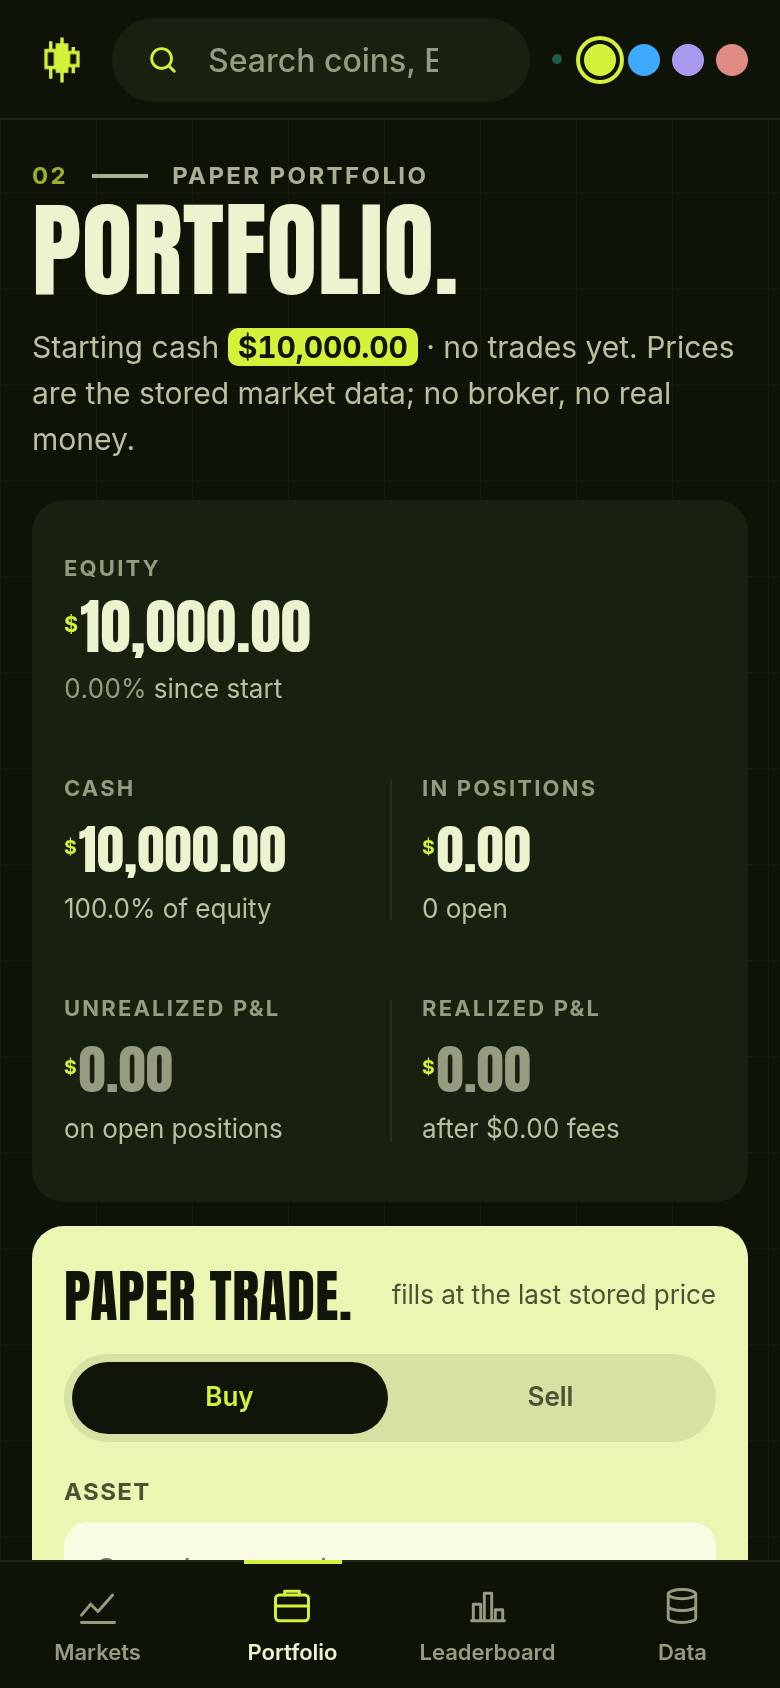 Search coins, E
02 PAPER PORTFOLIO
PORTFOLIO.
Starting cash $10,000.00 · no trades yet. Prices
are the stored market data; no broker, no real
money.
EQUITY
$10,000.00
0.00% since start
CASH
$10,000.00
100.0% of equity
IN POSITIONS
$0.00
0 open
UNREALIZED P&L
$0.00
on open positions
REALIZED P&L
$0.00
after $0.00 fees
PAPER TRADE.
fills at the last stored price
Buy
Sell
ASSET
Markets
Portfolio
Leaderboard
Data